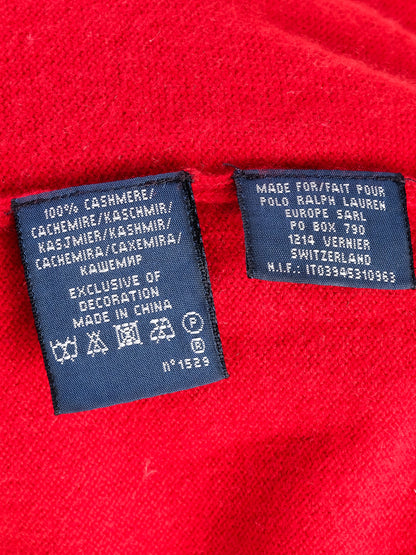 100% CASHMERE/
CACHEMIRE/KASCHMIR/
KASJMIER/KASHMIR/
CACHEMIRA/CAXEMIRA/
КАШЕМИР
EXCLUSIVE OF
DECORATION
MADE IN CHINA
P
®
n°1529
MADE FOR/FAIT POUR
POLO RALPH LAUREN
EUROPE SARL
PO BOX 790
1214 VERNIER
SWITZERLAND
N.I.F.: IT03945310963